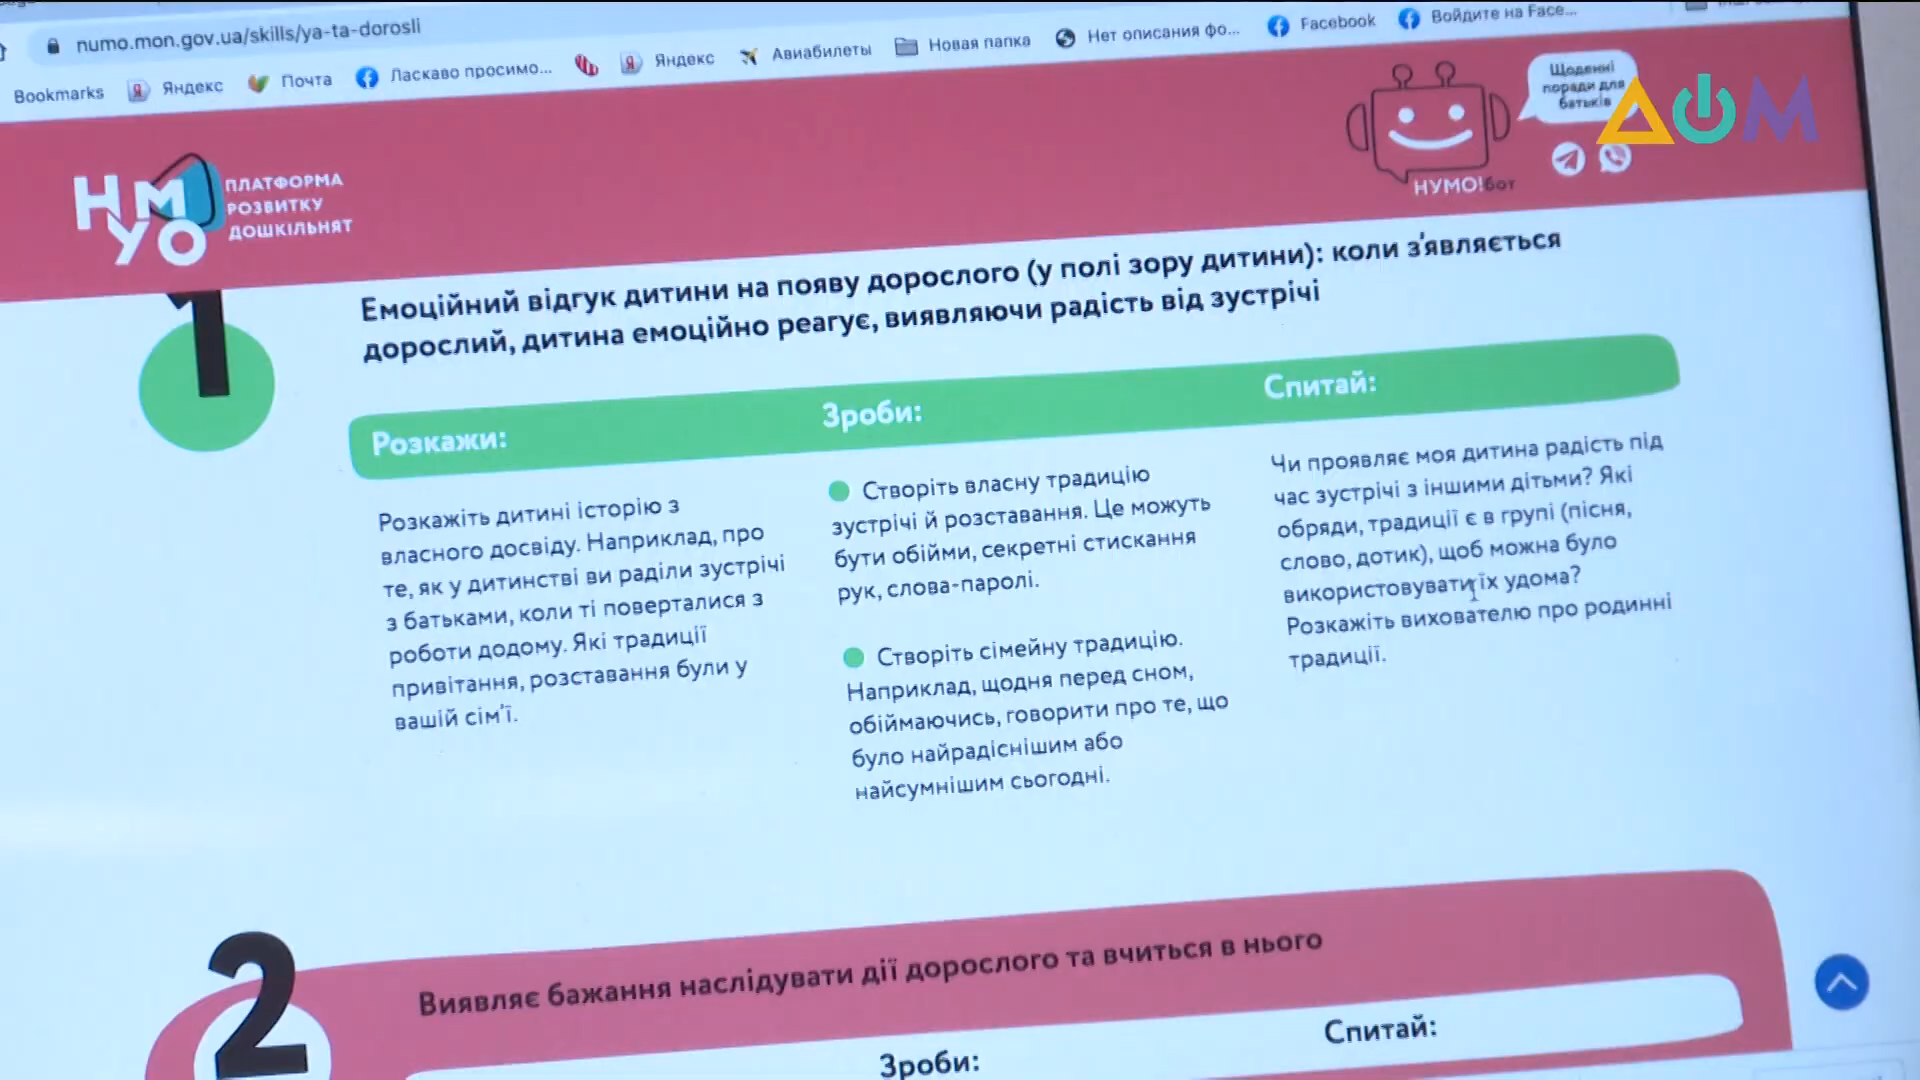 numo.mon.gov.ua/skills/ya-ta-dorosli
Bookmarks Яндекс Почта Ласкаво просимо... Яндекс Авиабилеты Новая папка Нет описания фо... Facebook Войдите на Face...
НУМО
ПЛАТФОРМА
РОЗВИТКУ
ДОШКІЛЬНЯТ
НУМО!бот
Щоденні
поради для
батьків
ДОМ
1
Емоційний відгук дитини на появу дорослого (у полі зору дитини): коли з'являється
дорослий, дитина емоційно реагує, виявляючи радість від зустрічі
Розкажи:
Розкажіть дитині історію з
власного досвіду. Наприклад, про
те, як у дитинстві ви раділи зустрічі
з батьками, коли ті поверталися з
роботи додому. Які традиції
привітання, розставання були у
вашій сім'ї.
Зроби:
Створіть власну традицію
зустрічі й розставання. Це можуть
бути обійми, секретні стискання
рук, слова-паролі.
Створіть сімейну традицію.
Наприклад, щодня перед сном,
обіймаючись, говорити про те, що
було найрадіснішим або
найсумнішим сьогодні.
Спитай:
Чи проявляє моя дитина радість під
час зустрічі з іншими дітьми? Які
обряди, традиції є в групі (пісня,
слово, дотик), щоб можна було
використовувати їх удома?
Розкажіть вихователю про родинні
традиції.
2
Виявляє бажання наслідувати дії дорослого та вчиться в нього
Зроби:
Спитай: